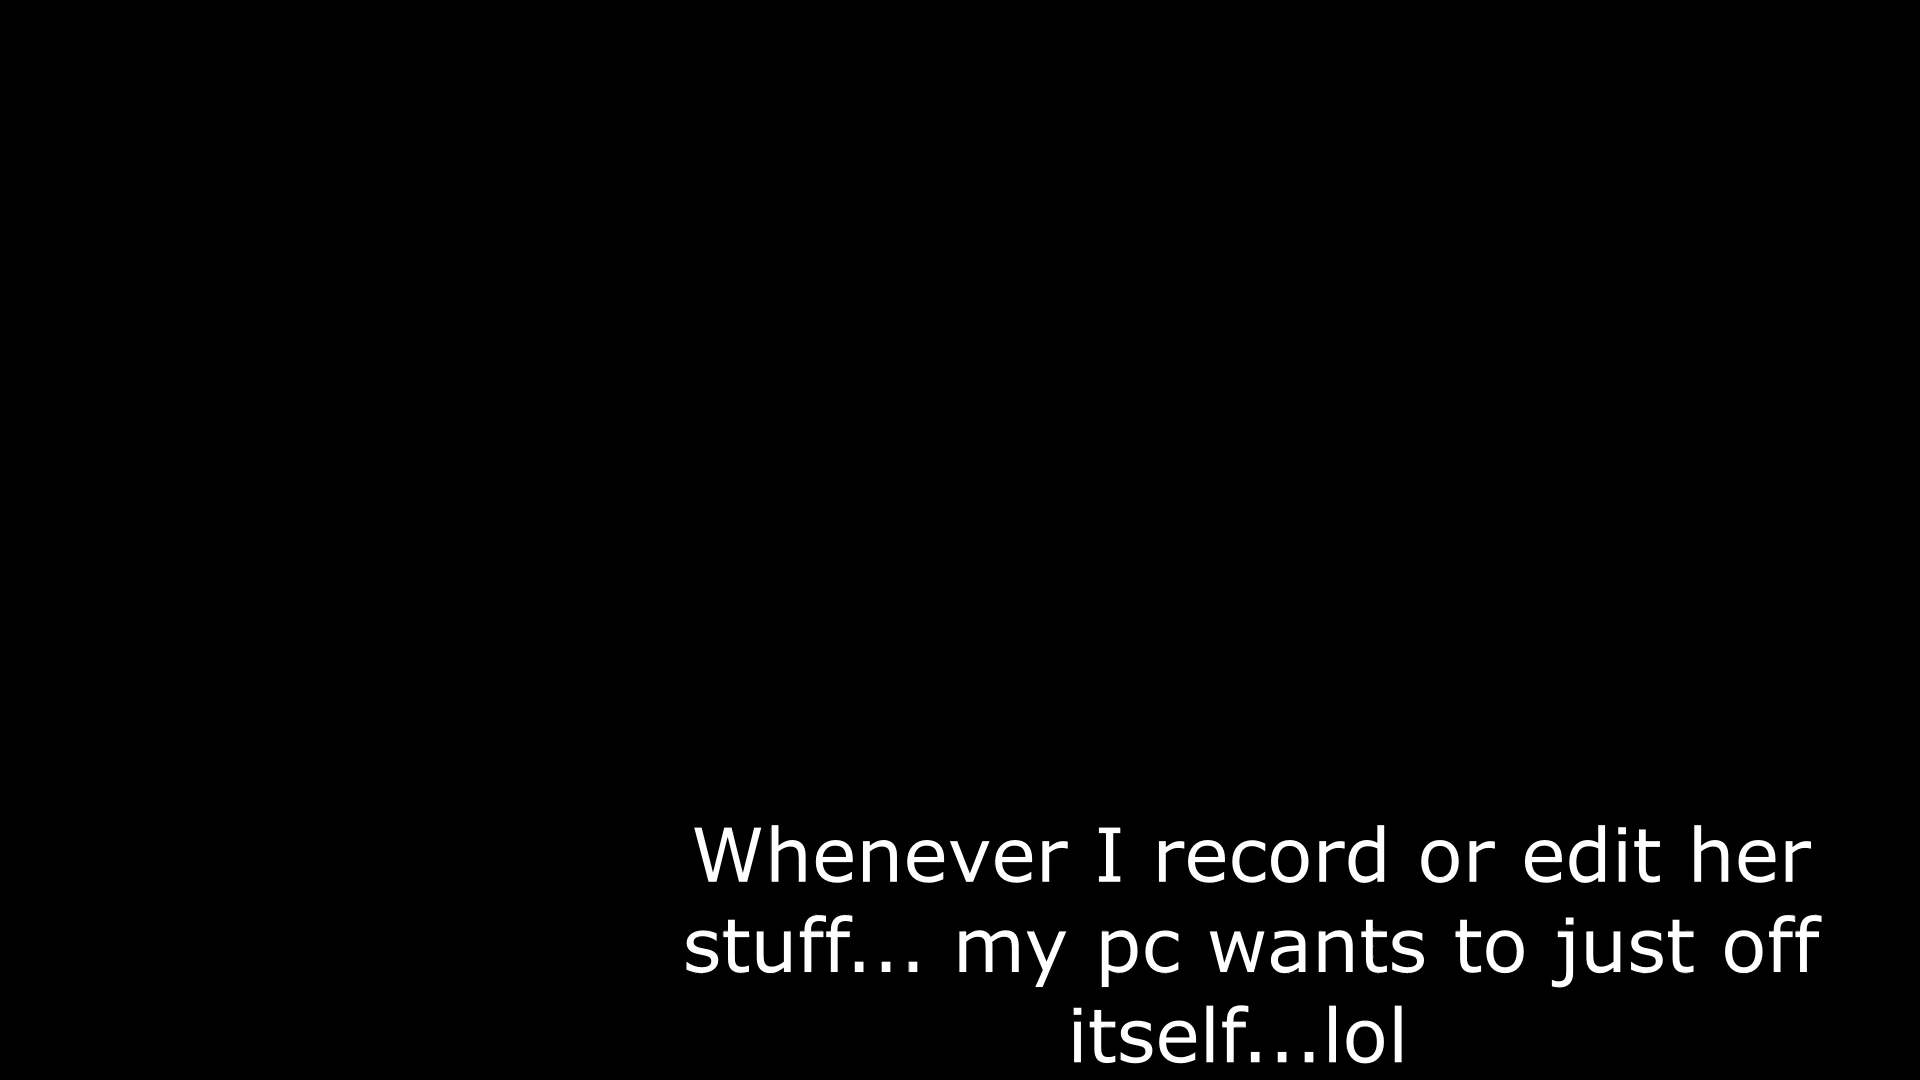 Whenever I record or edit her
stuff... my pc wants to just off
itself...lol